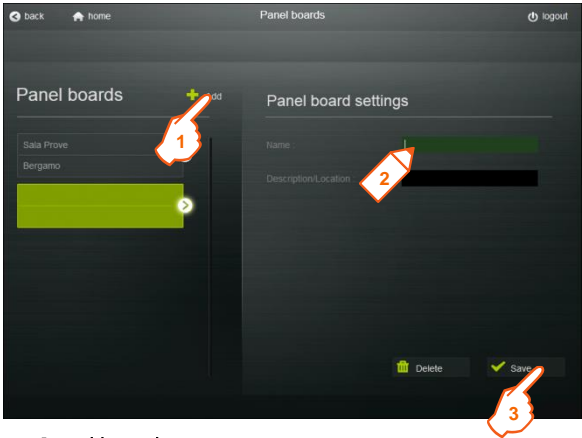 back home Panel boards logout
Panel boards
Add
Panel board settings
1
Sala Prove
Name :
Bergamo
2
Description/Location :
Delete Save
3